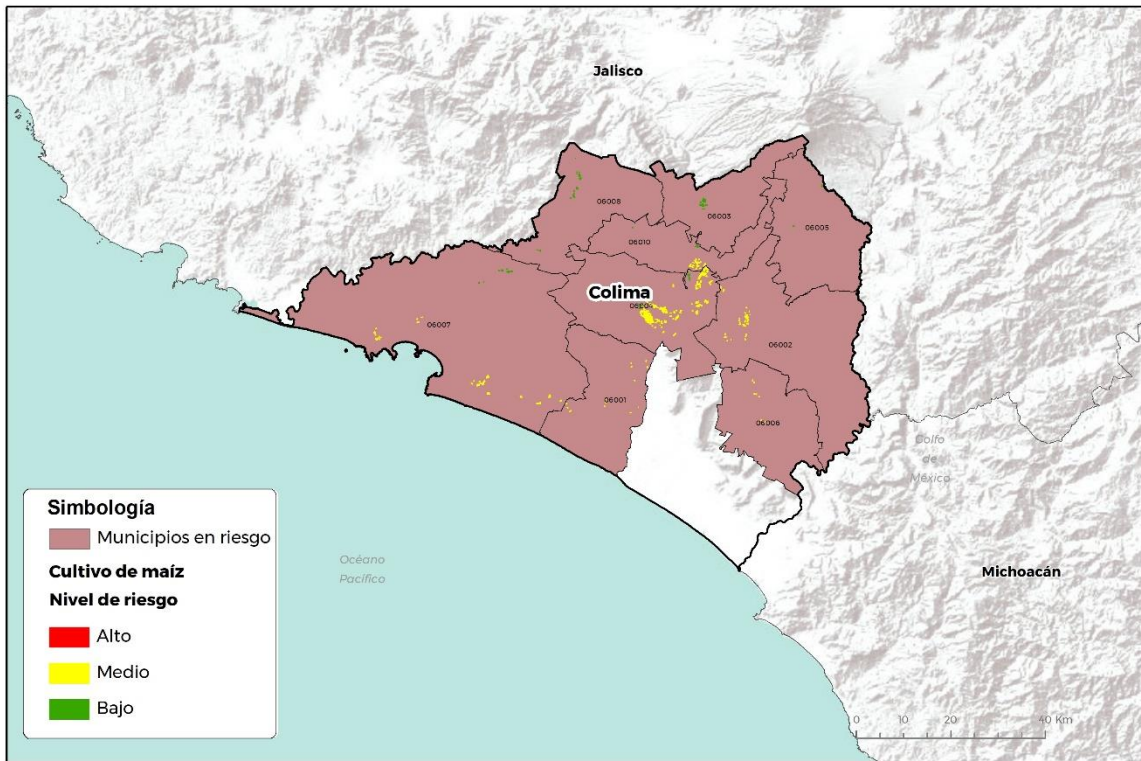 Jalisco
06008
06003
06005
06010
Colima
06007
06002
06001
06006
Golfo
de
México
Océano
Pacífico
Michoacán
Simbología
Municipios en riesgo
Cultivo de maíz
Nivel de riesgo
Alto
Medio
Bajo
0 10 20 40 Km